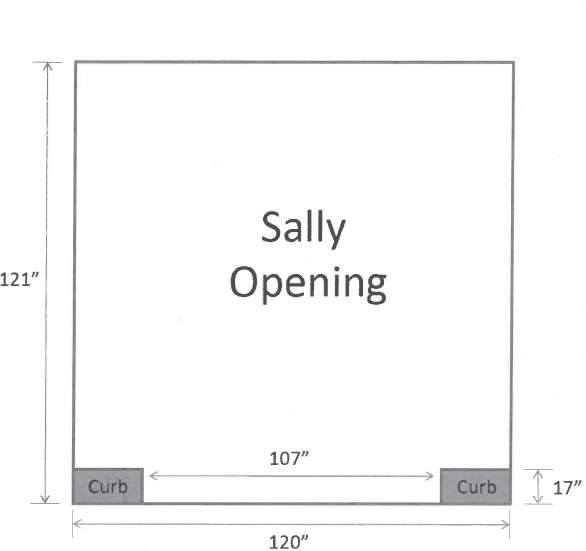 Sally
Opening
121”
107”
Curb
Curb
17”
120”